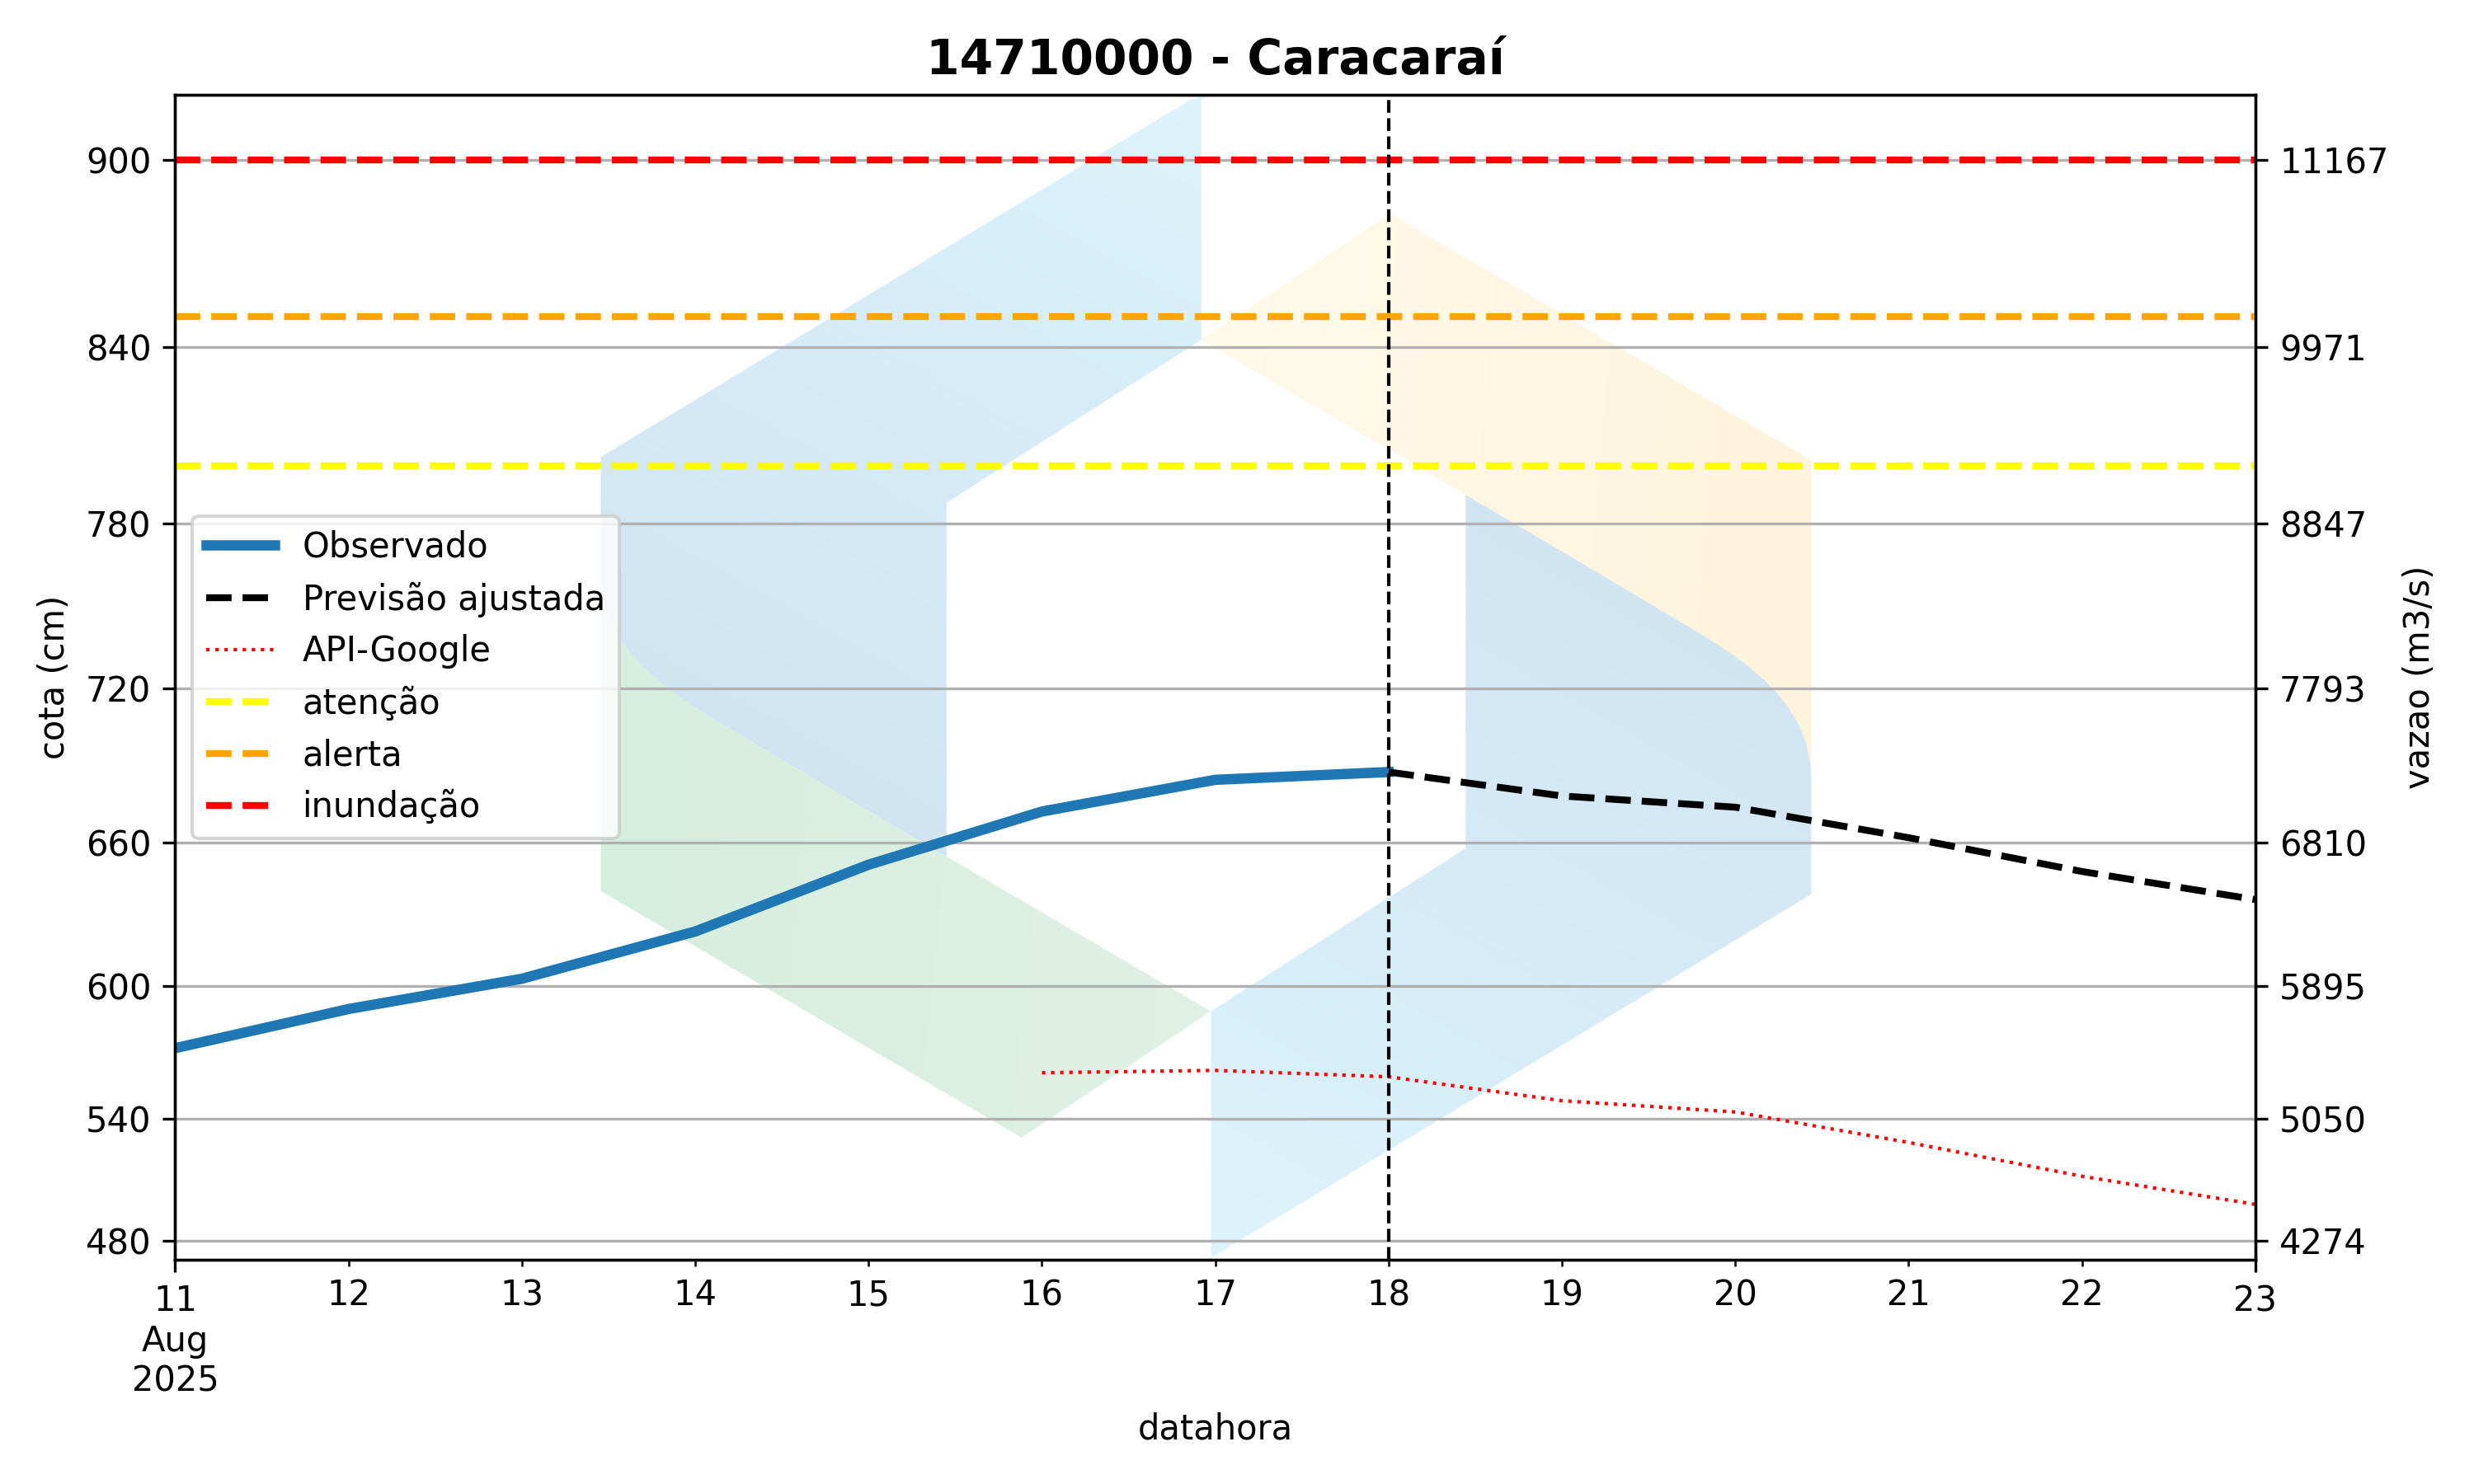 14710000 - Caracaraí
900
840
780
720
660
600
540
480
cota (cm)
11167
9971
8847
7793
6810
5895
5050
4274
vazao (m3/s)
Observado
Previsão ajustada
API-Google
atenção
alerta
inundação
11 12 13 14 15 16 17 18 19 20 21 22 23
Aug
2025
datahora